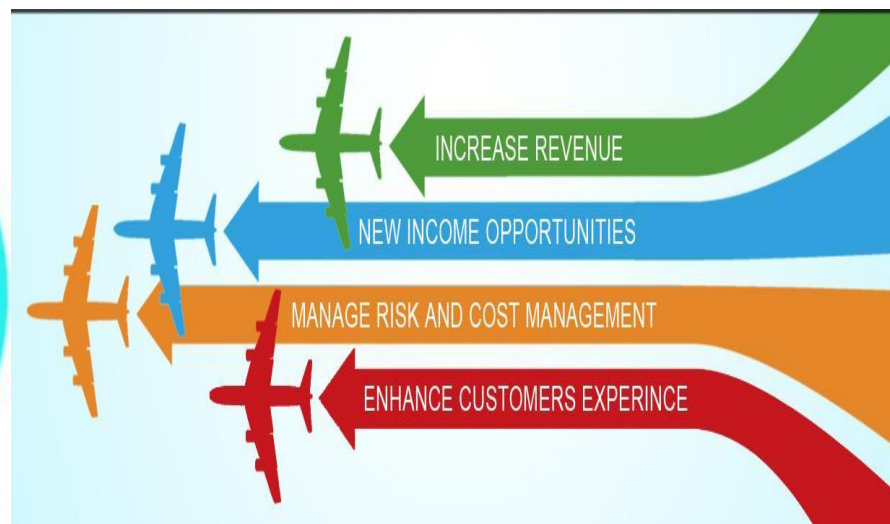 INCREASE REVENUE
NEW INCOME OPPORTUNITIES
MANAGE RISK AND COST MANAGEMENT
ENHANCE CUSTOMERS EXPERINCE